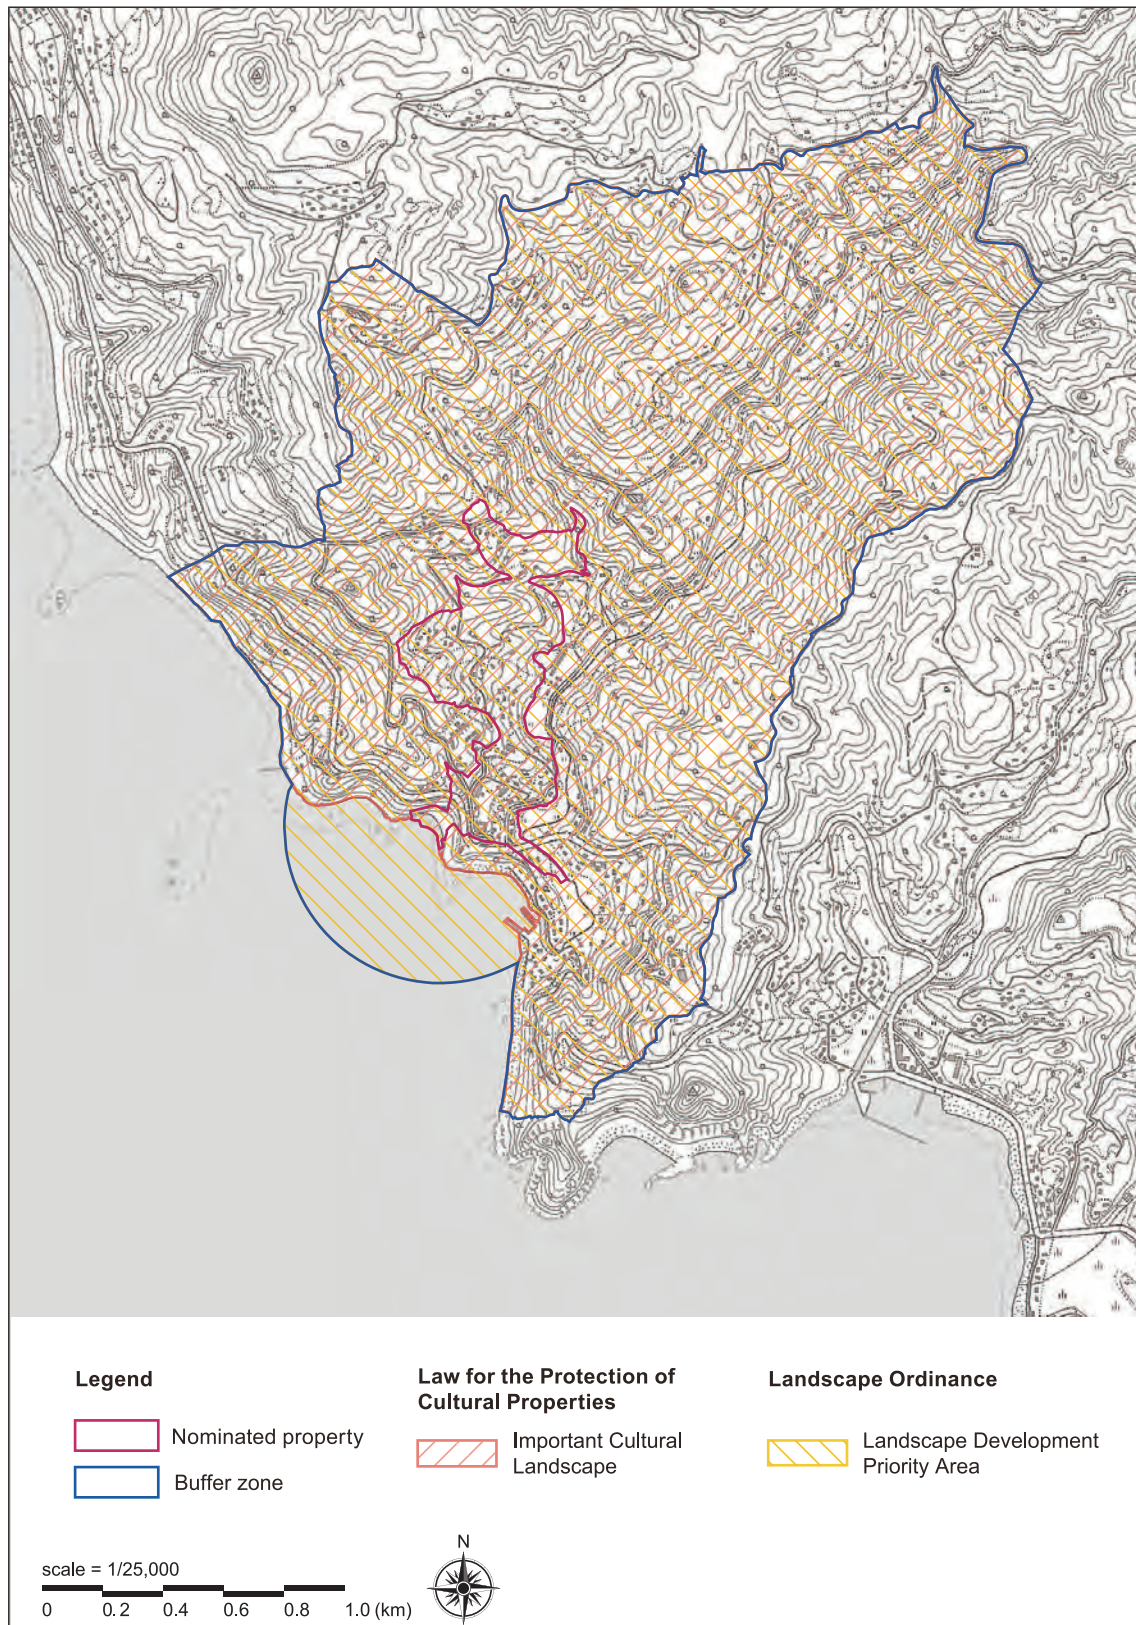 Legend
Nominated property
Buffer zone
Law for the Protection of
Cultural Properties
Important Cultural
Landscape
Landscape Ordinance
Landscape Development
Priority Area
scale = 1/25,000
0 0.2 0.4 0.6 0.8 1.0 (km)
N